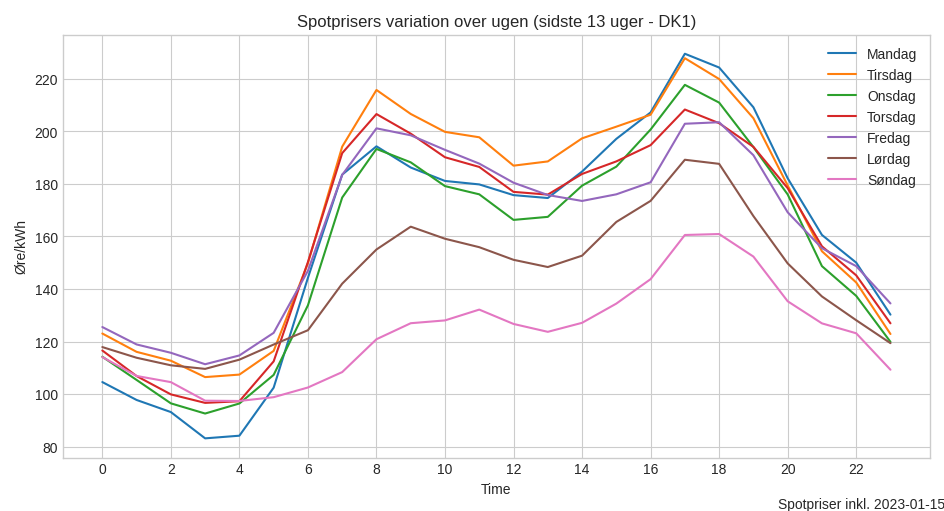 Spotprisers variation over ugen (sidste 13 uger - DK1)
Mandag
Tirsdag
Onsdag
Torsdag
Fredag
Lørdag
Søndag
Øre/kWh
220
200
180
160
140
120
100
80
0 2 4 6 8 10 12 14 16 18 20 22
Time
Spotpriser inkl. 2023-01-15